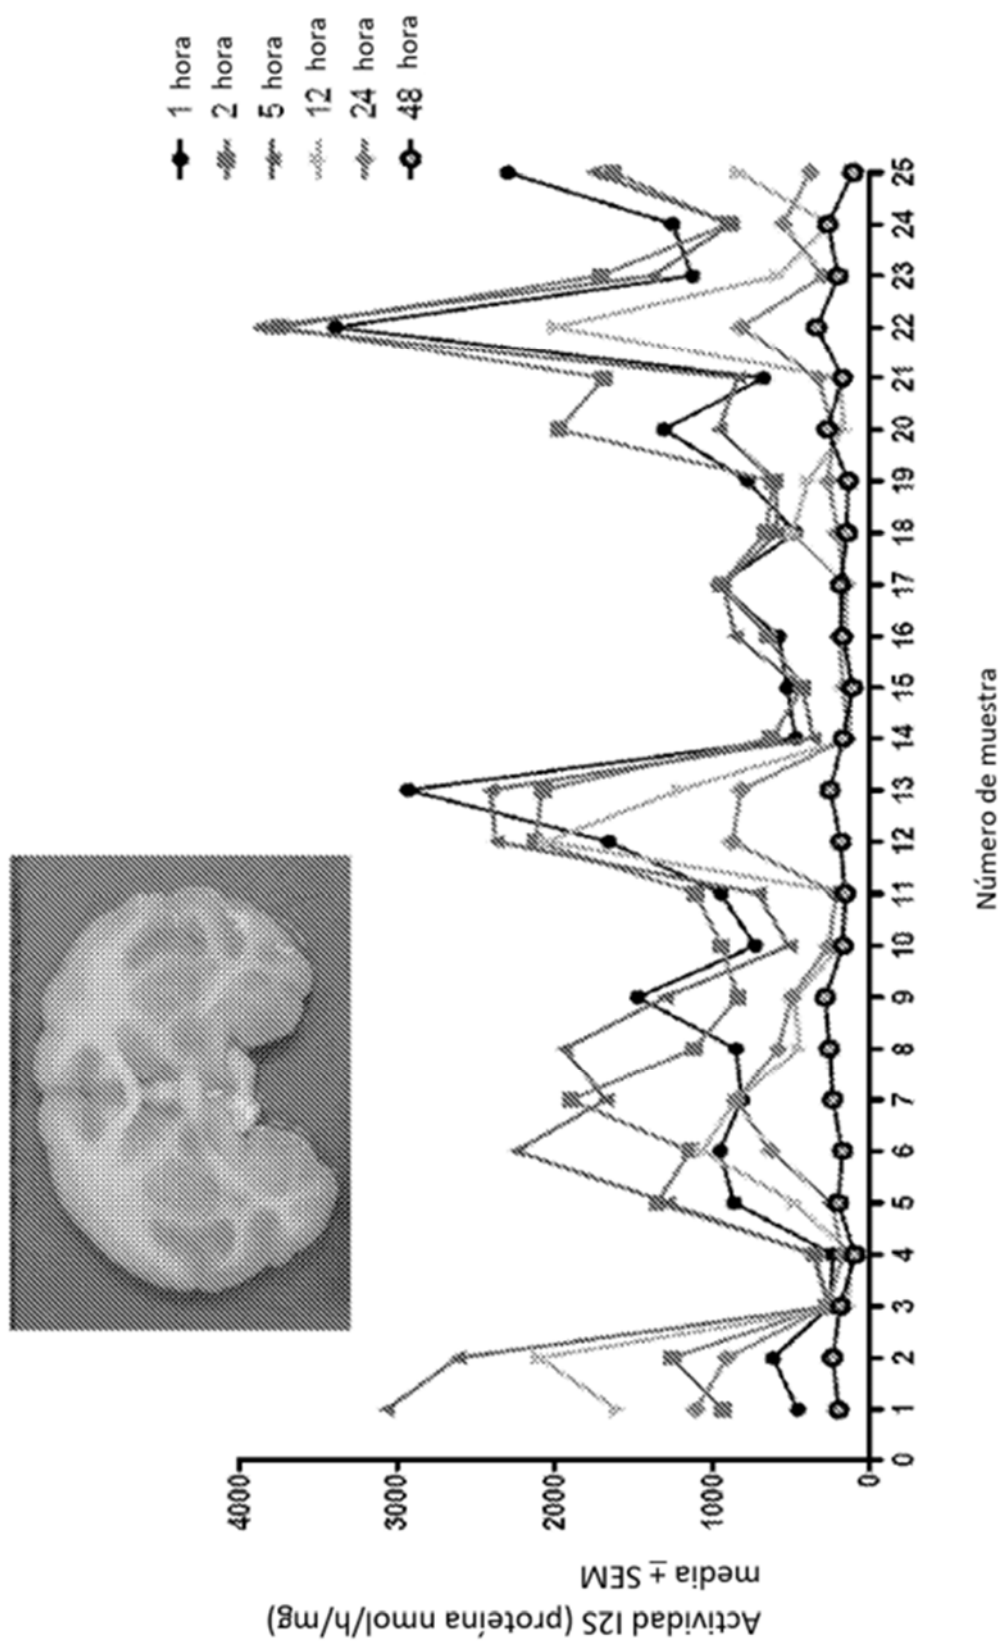 1 hora
2 hora
5 hora
12 hora
24 hora
48 hora
Actividad I2S (proteína nmol/h/mg)
media ± SEM
4000
3000
2000
1000
0
0 1 2 3 4 5 6 7 8 9 10 11 12 13 14 15 16 17 18 19 20 21 22 23 24 25
Número de muestra